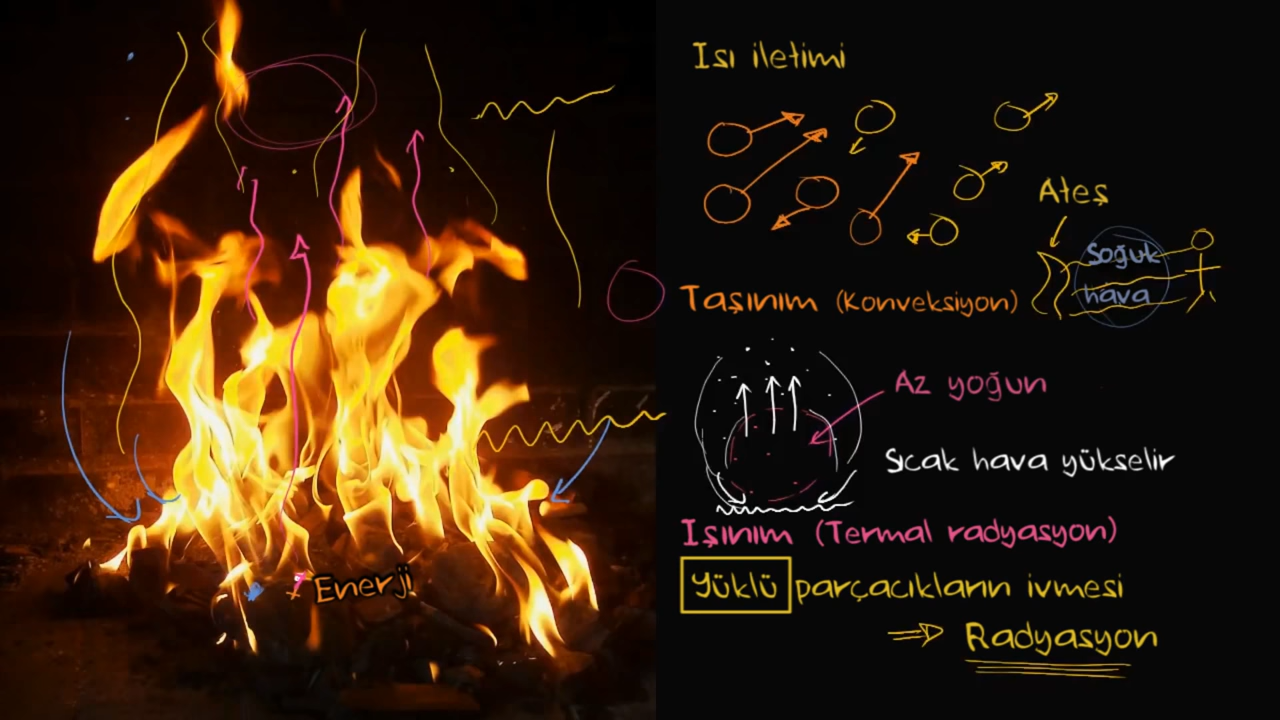 Isı iletimi
Ateş
Soğuk
hava
Taşınım (Konveksiyon)
Az yoğun
Sıcak hava yükselir
Işınım (Termal radyasyon)
Yüklü parçacıkların ivmesi
⇒ Radyasyon
Enerji